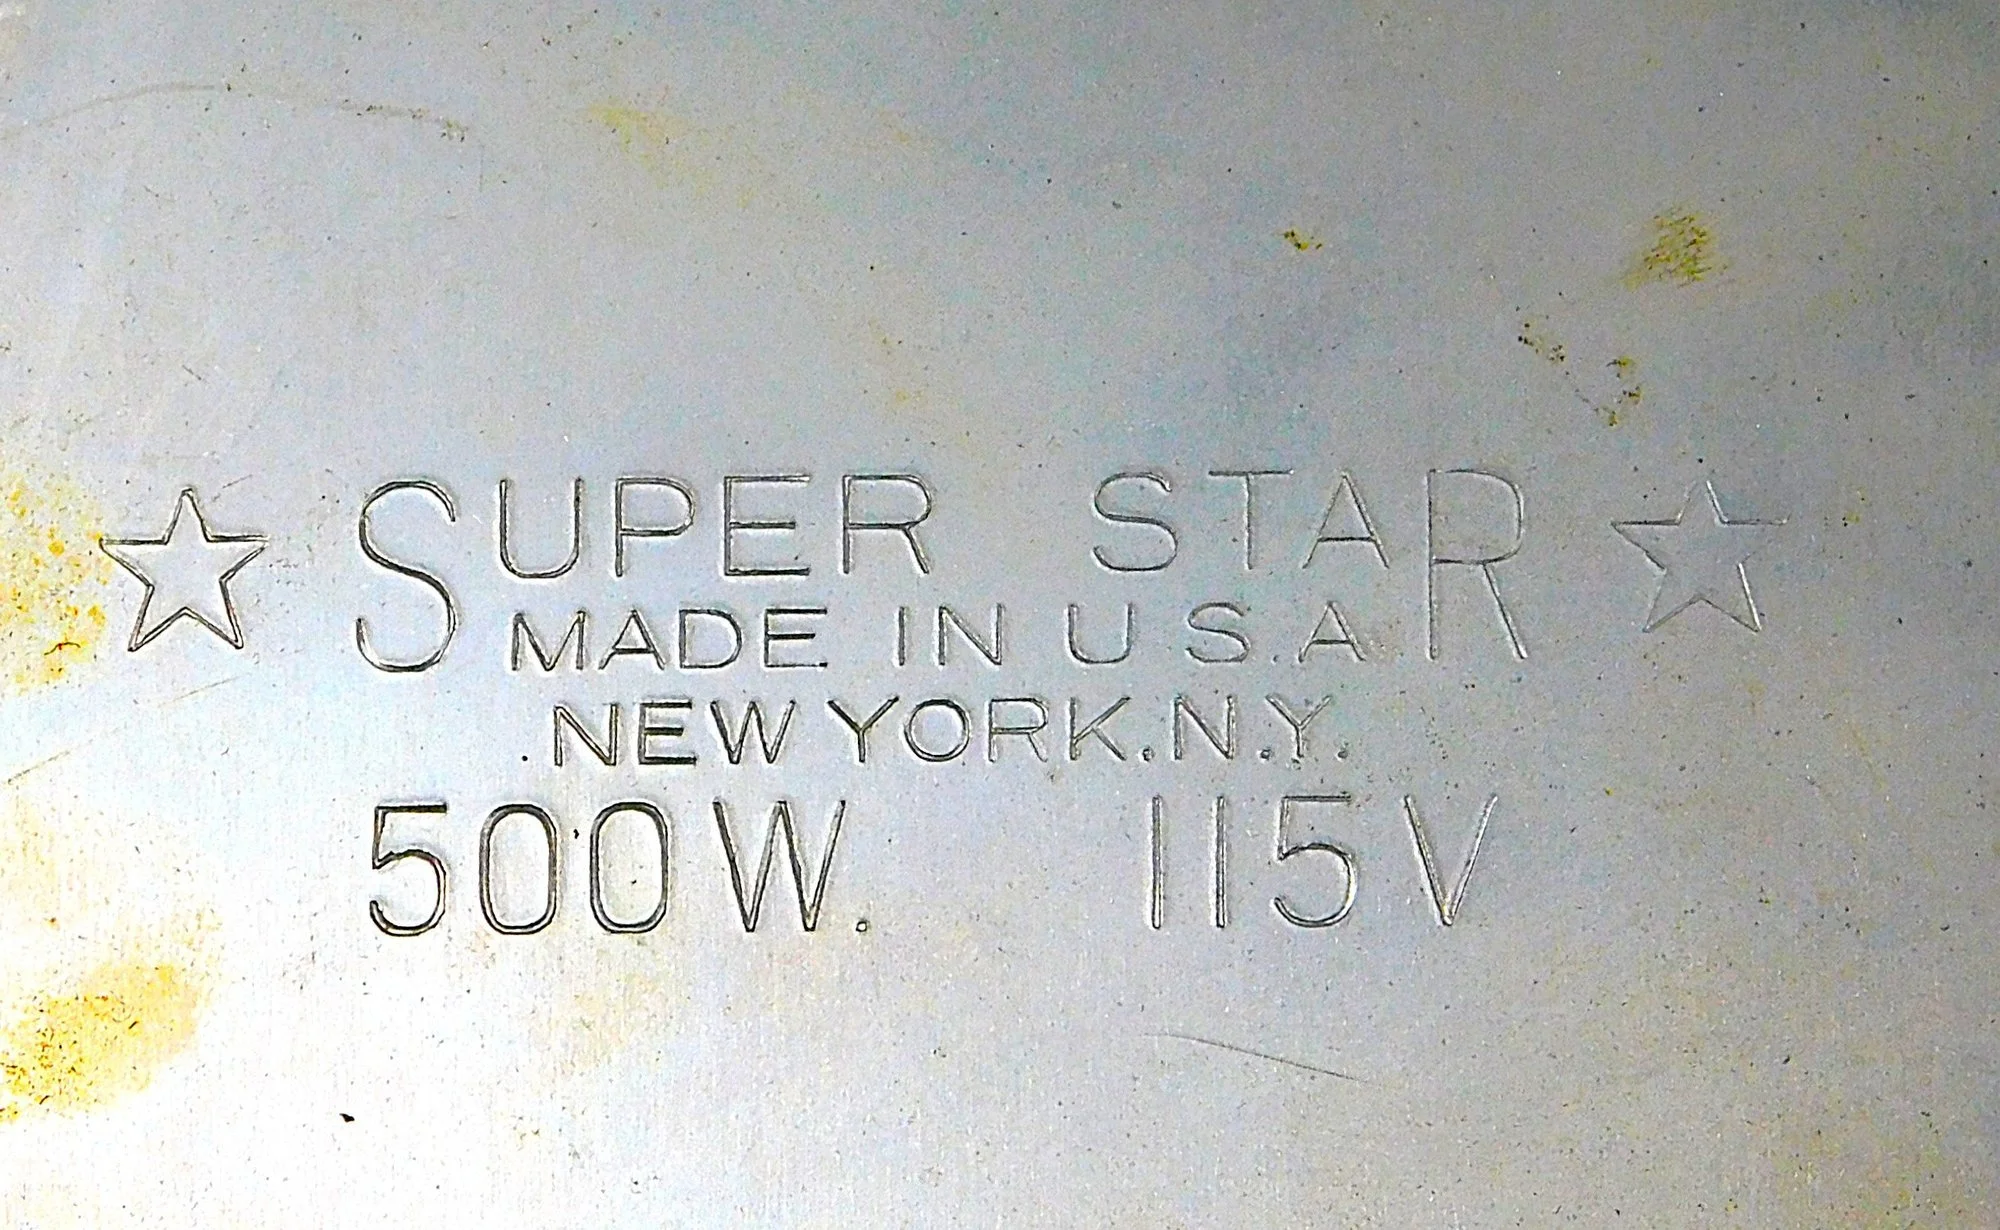 SUPER STAR
MADE IN U.S.A
NEW YORK.N.Y.
500W. 115V